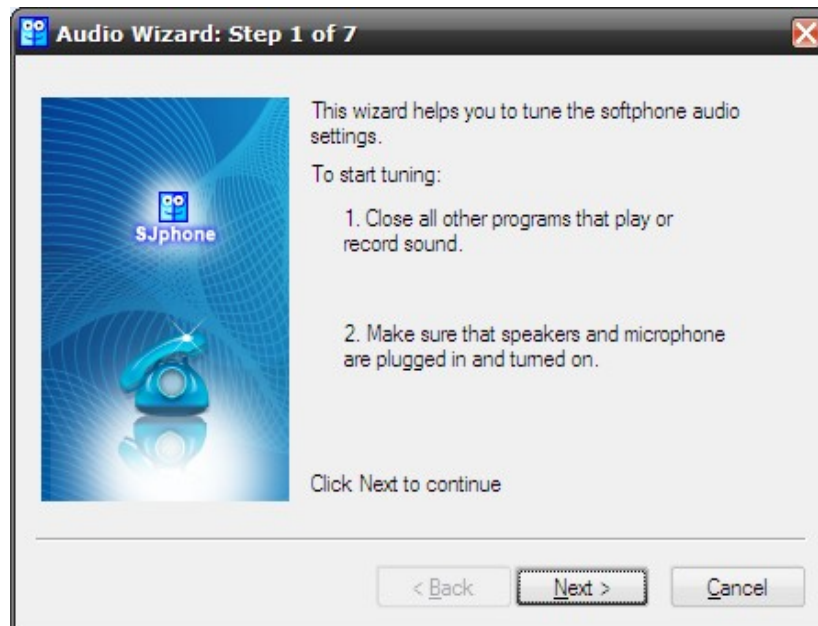 Audio Wizard: Step 1 of 7
This wizard helps you to tune the softphone audio
settings.
To start tuning:
1. Close all other programs that play or
record sound.
SJphone
2. Make sure that speakers and microphone
are plugged in and turned on.
Click Next to continue
< Back
Next >
Cancel